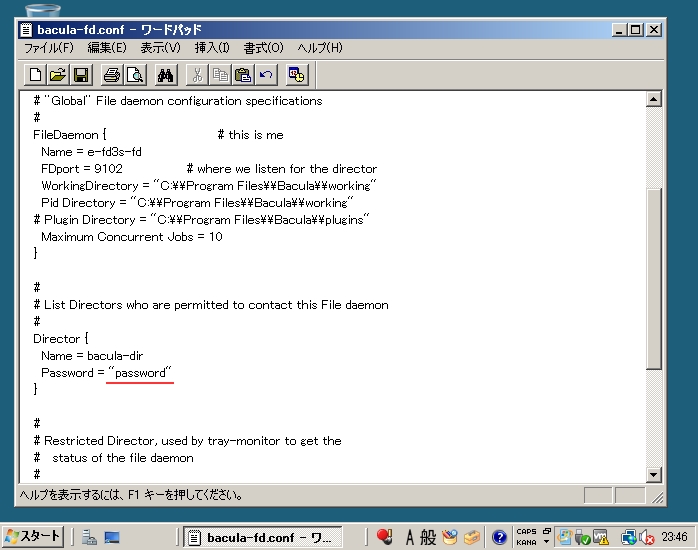 bacula-fd.conf - ワードパッド
ファイル(F) 編集(E) 表示(V) 挿入(I) 書式(O) ヘルプ(H)
# "Global" File daemon configuration specifications
#
FileDaemon { # this is me
Name = e-fd3s-fd
FDport = 9102 # where we listen for the director
WorkingDirectory = "C:¥¥Program Files¥¥Bacula¥¥working"
Pid Directory = "C:¥¥Program Files¥¥Bacula¥¥working"
# Plugin Directory = "C:¥¥Program Files¥¥Bacula¥¥plugins"
Maximum Concurrent Jobs = 10
}
#
# List Directors who are permitted to contact this File daemon
#
Director {
Name = bacula-dir
Password = "password"
}
#
# Restricted Director, used by tray-monitor to get the
# status of the file daemon
#
ヘルプを表示するには、F1 キーを押してください。
スタート bacula-fd.conf - ワ... A 般 CAPS KANA 23:46